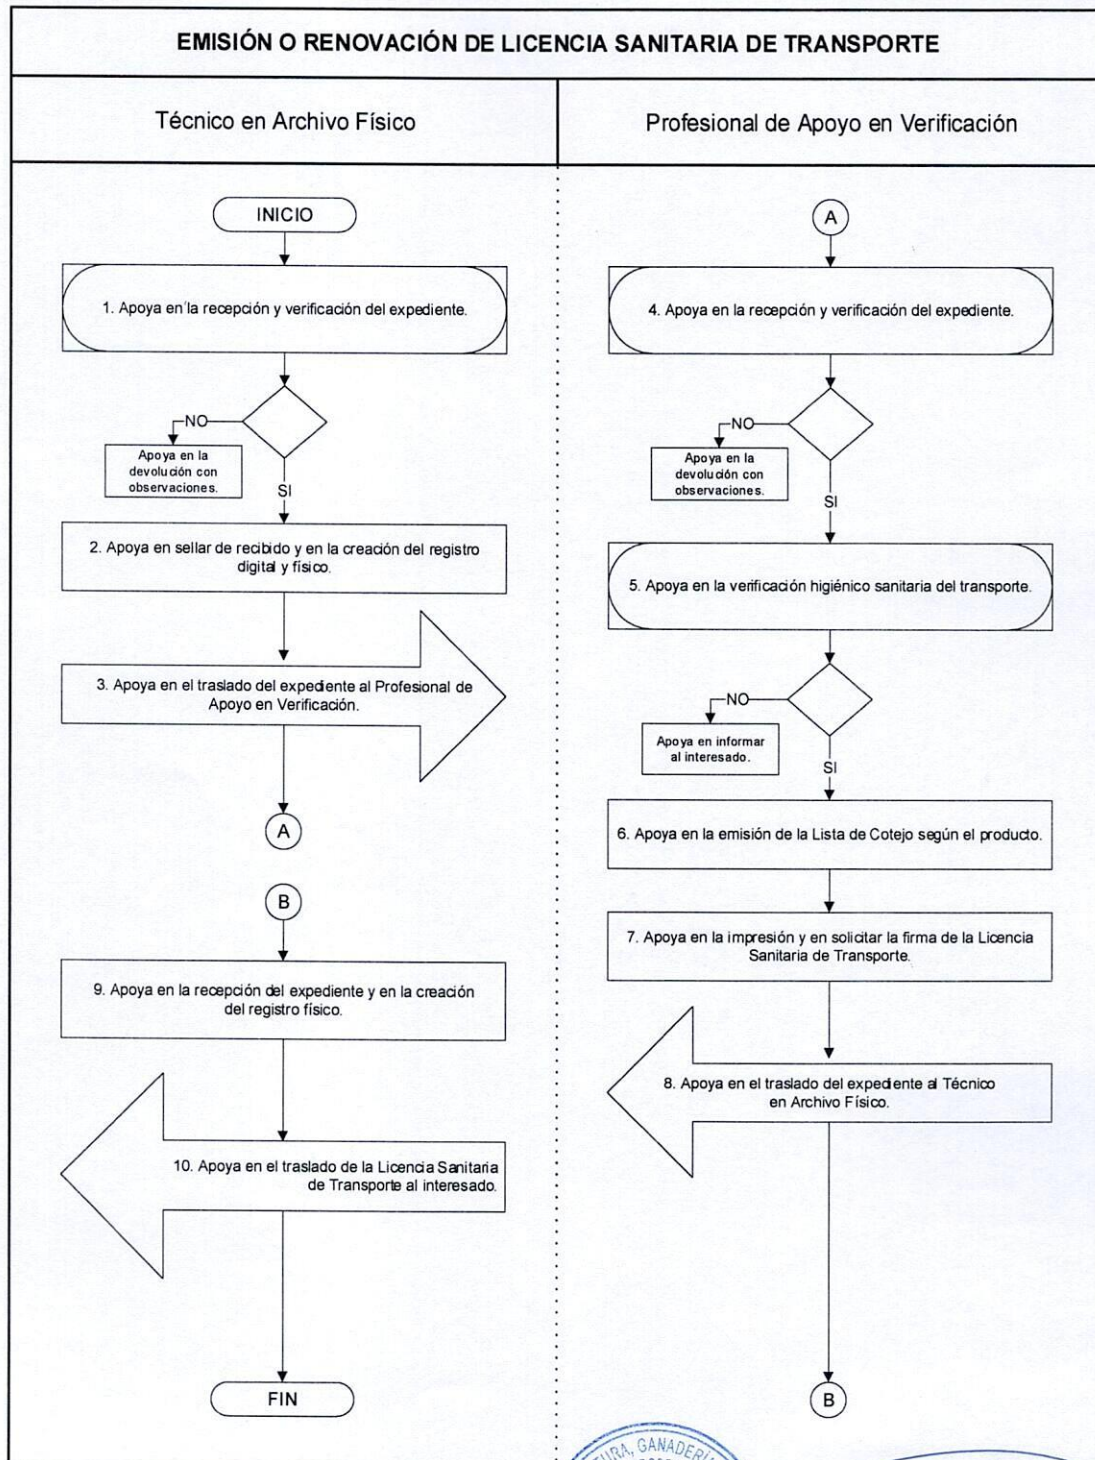 EMISIÓN O RENOVACIÓN DE LICENCIA SANITARIA DE TRANSPORTE
Técnico en Archivo Físico
Profesional de Apoyo en Verificación
INICIO
1. Apoya en la recepción y verificación del expediente.
NO
Apoya en la
devolución con
observaciones.
SI
2. Apoya en sellar de recibido y en la creación del registro
digital y físico.
3. Apoya en el traslado del expediente al Profesional de
Apoyo en Verificación.
A
B
9. Apoya en la recepción del expediente y en la creación
del registro físico.
10. Apoya en el traslado de la Licencia Sanitaria
de Transporte al interesado.
FIN
A
4. Apoya en la recepción y verificación del expediente.
NO
Apoya en la
devolución con
observaciones.
SI
5. Apoya en la verificación higiénico sanitaria del transporte.
NO
Apoya en informar
al interesado.
SI
6. Apoya en la emisión de la Lista de Cotejo según el producto.
7. Apoya en la impresión y en solicitar la firma de la Licencia
Sanitaria de Transporte.
8. Apoya en el traslado del expediente al Técnico
en Archivo Físico.
B
GANADERÍA